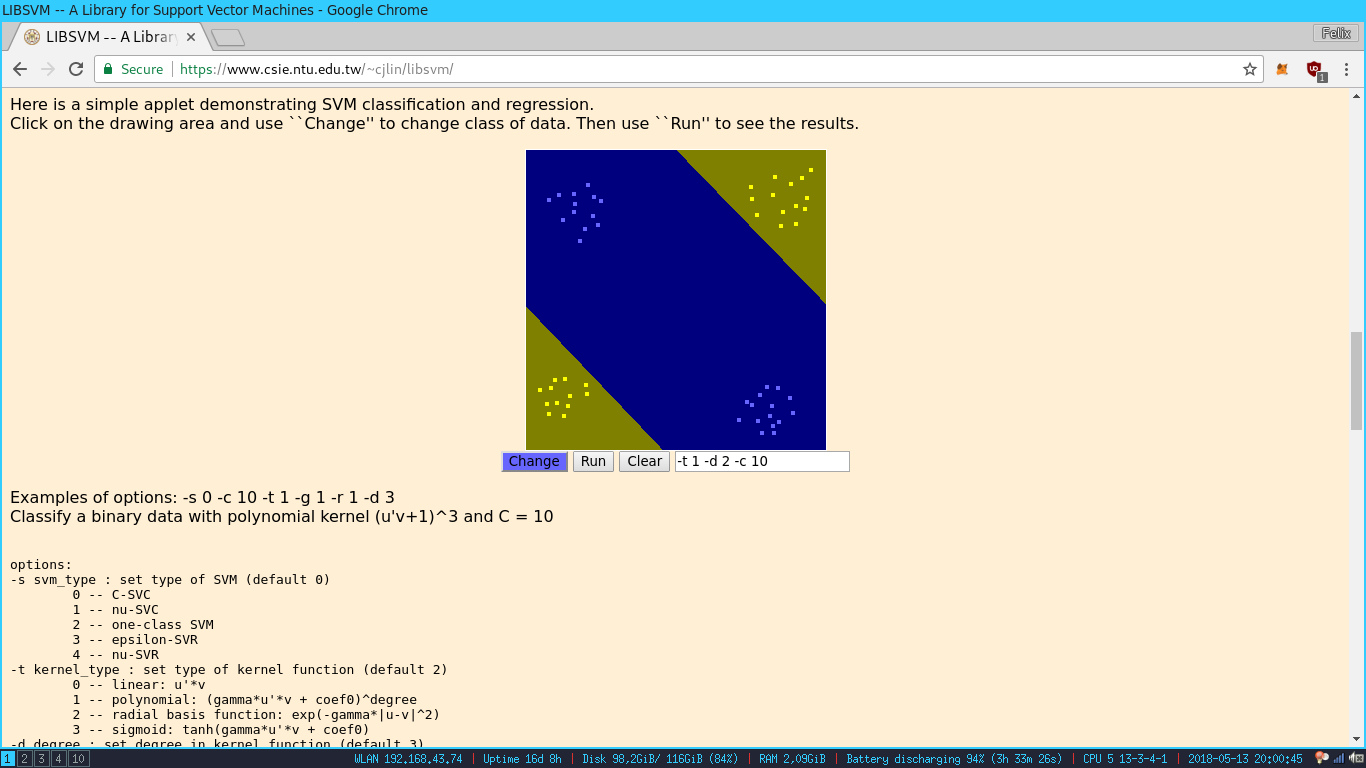 LIBSVM -- A Library for Support Vector Machines - Google Chrome
LIBSVM -- A Librar
Felix
Secure https://www.csie.ntu.edu.tw/~cjlin/libsvm/
1
Here is a simple applet demonstrating SVM classification and regression.
Click on the drawing area and use ``Change'' to change class of data. Then use ``Run'' to see the results.
Change Run Clear -t 1 -d 2 -c 10
Examples of options: -s 0 -c 10 -t 1 -g 1 -r 1 -d 3
Classify a binary data with polynomial kernel (u'v+1)^3 and C = 10
options:
-s svm_type : set type of SVM (default 0)
0 -- C-SVC
1 -- nu-SVC
2 -- one-class SVM
3 -- epsilon-SVR
4 -- nu-SVR
-t kernel_type : set type of kernel function (default 2)
0 -- linear: u'*v
1 -- polynomial: (gamma*u'*v + coef0)^degree
2 -- radial basis function: exp(-gamma*|u-v|^2)
3 -- sigmoid: tanh(gamma*u'*v + coef0)
-d degree : set degree in kernel function (default 3)
1 2 3 4 10 WLAN 192.168.43.74 | Uptime 16d 8h | Disk 98,2GiB/ 116GiB (84%) | RAM 2,09GiB | Battery discharging 94% (3h 33m 26s) | CPU 5 13-3-4-1 | 2018-05-13 20:00:45